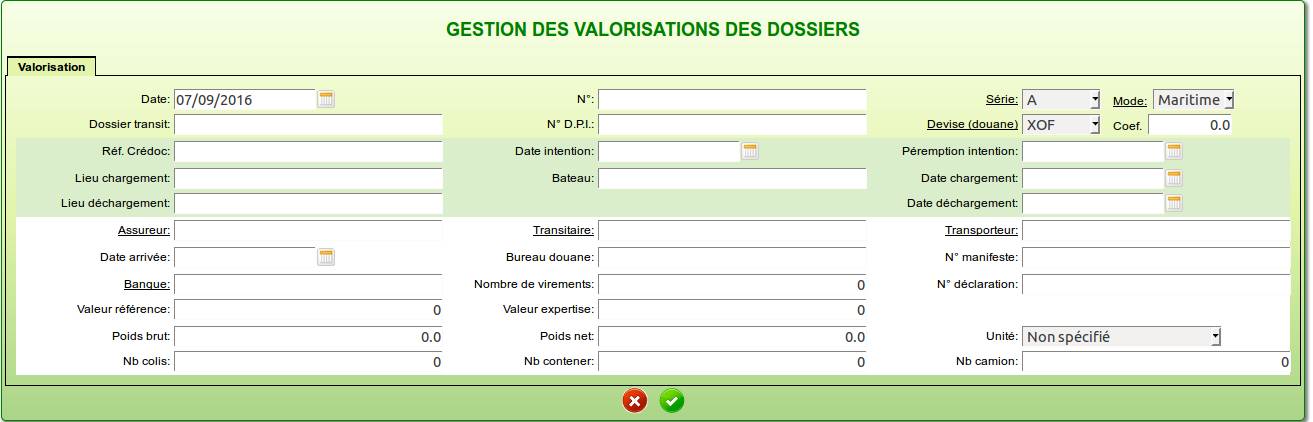 GESTION DES VALORISATIONS DES DOSSIERS
Valorisation
Date: 07/09/2016 N°: Série: A Mode: Maritime
Dossier transit: N° D.P.I.: Devise (douane) XOF Coef. 0.0
Réf. Crédoc: Date intention: Péremption intention:
Lieu chargement: Bateau: Date chargement:
Lieu déchargement: Date déchargement:
Assureur: Transitaire: Transporteur:
Date arrivée: Bureau douane: N° manifeste:
Banque: Nombre de virements: 0 N° déclaration:
Valeur référence: 0 Valeur expertise: 0
Poids brut: 0.0 Poids net: 0.0 Unité: Non spécifié
Nb colis: 0 Nb contener: 0 Nb camion: 0